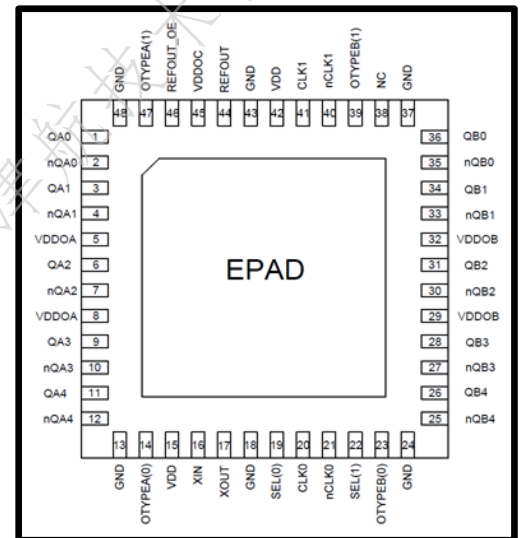 GND OTYPEA(1) REFOUT_OE VDDOC REFOUT GND VDD CLK1 nCLK1 OTYPEB(1) NC GND
48 47 46 45 44 43 42 41 40 39 38 37
QA0 1 36 QB0
nQA0 2 35 nQB0
QA1 3 34 QB1
nQA1 4 33 nQB1
VDDOA 5 32 VDDOB
QA2 6 31 QB2
nQA2 7 30 nQB2
VDDOA 8 29 VDDOB
QA3 9 28 QB3
nQA3 10 27 nQB3
QA4 11 26 QB4
nQA4 12 25 nQB4
EPAD
13 14 15 16 17 18 19 20 21 22 23 24
GND OTYPEA(0) VDD XIN XOUT GND SEL(0) CLK0 nCLK0 SEL(1) OTYPEB(0) GND
津航技术